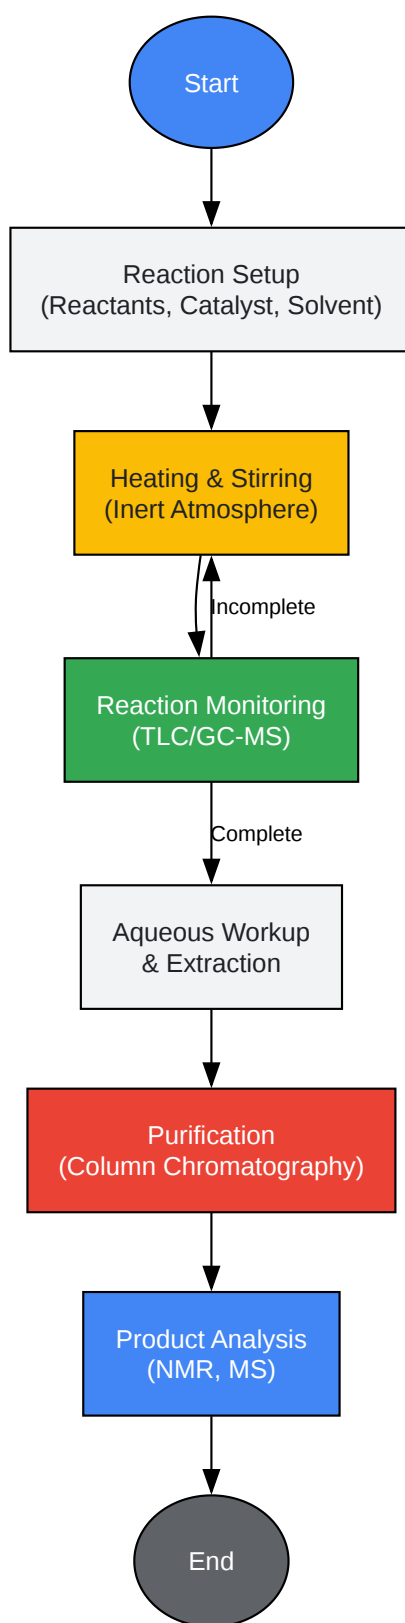 Start
Reaction Setup
(Reactants, Catalyst, Solvent)
Heating & Stirring
(Inert Atmosphere)
Incomplete
Reaction Monitoring
(TLC/GC-MS)
Complete
Aqueous Workup
& Extraction
Purification
(Column Chromatography)
Product Analysis
(NMR, MS)
End